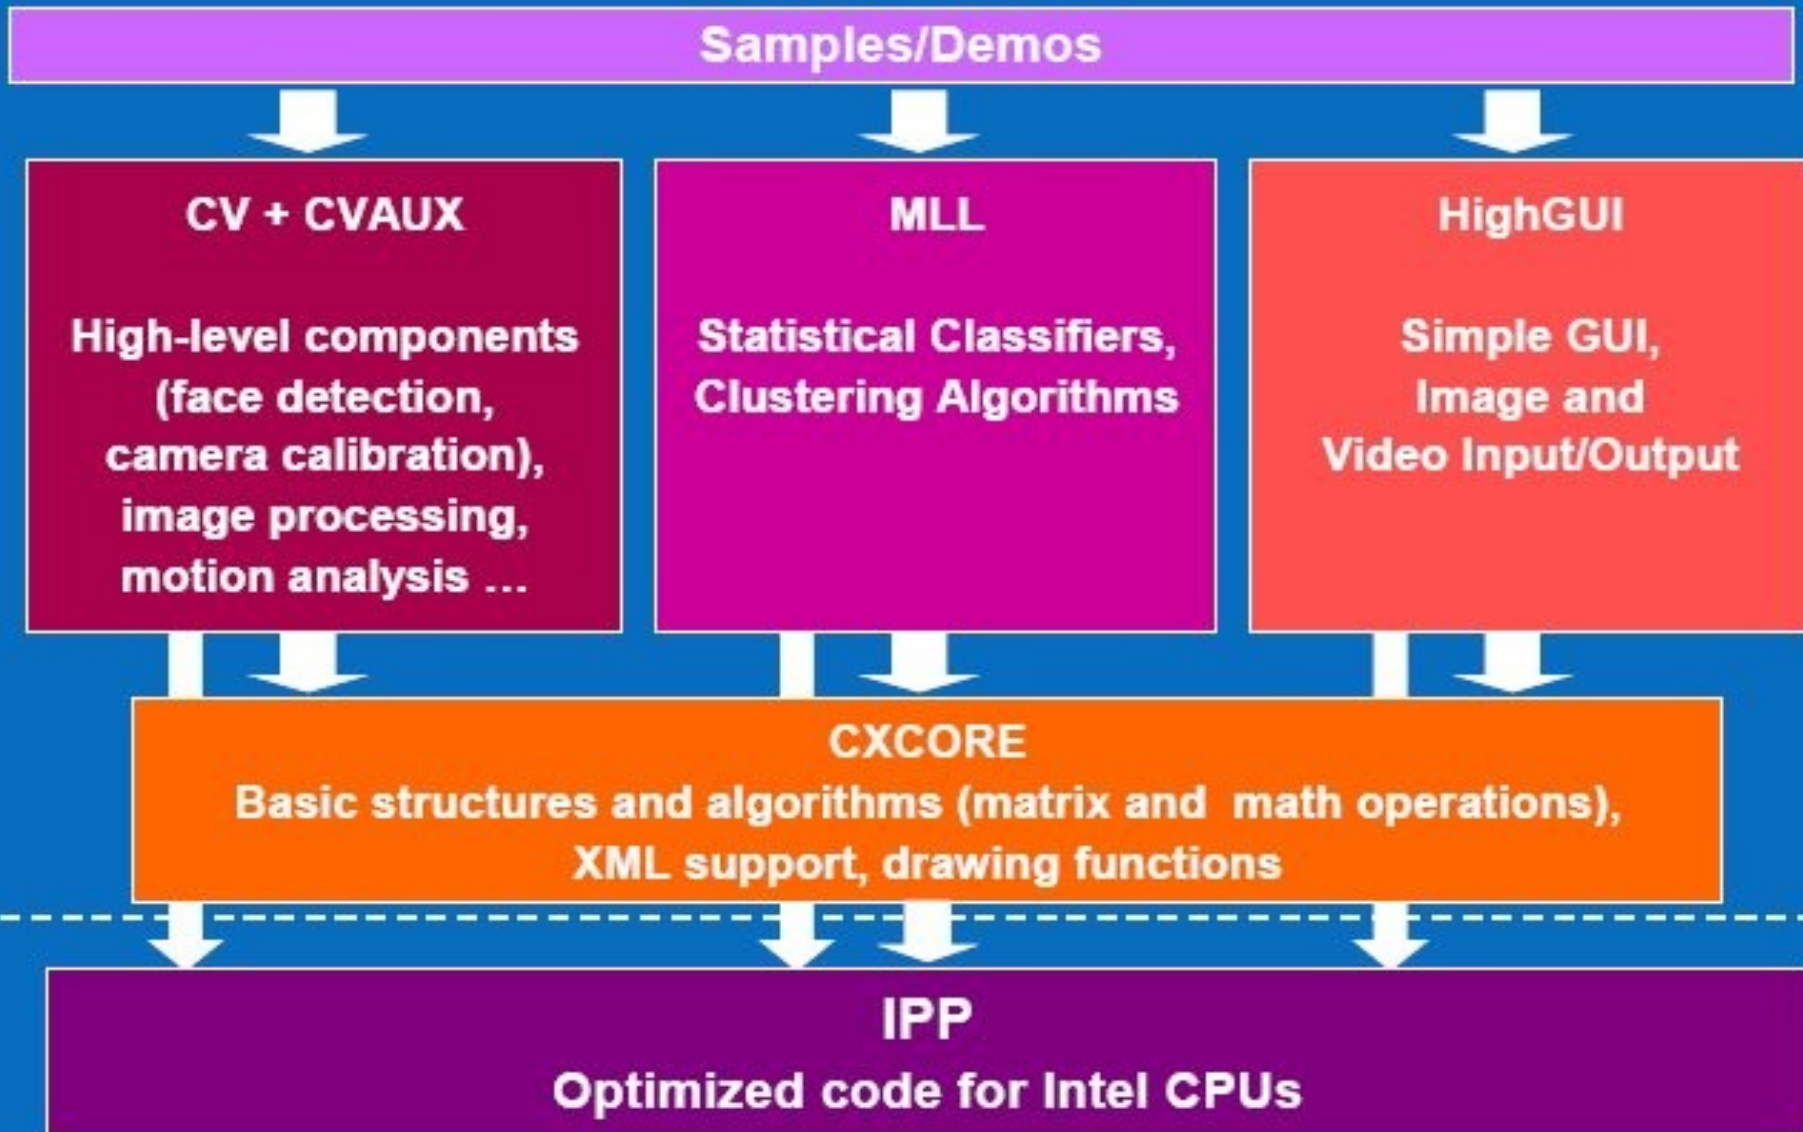 Samples/Demos
CV + CVAUX
High-level components
(face detection,
camera calibration),
image processing,
motion analysis ...
MLL
Statistical Classifiers,
Clustering Algorithms
HighGUI
Simple GUI,
Image and
Video Input/Output
CXCORE
Basic structures and algorithms (matrix and  math operations),
XML support, drawing functions
IPP
Optimized code for Intel CPUs